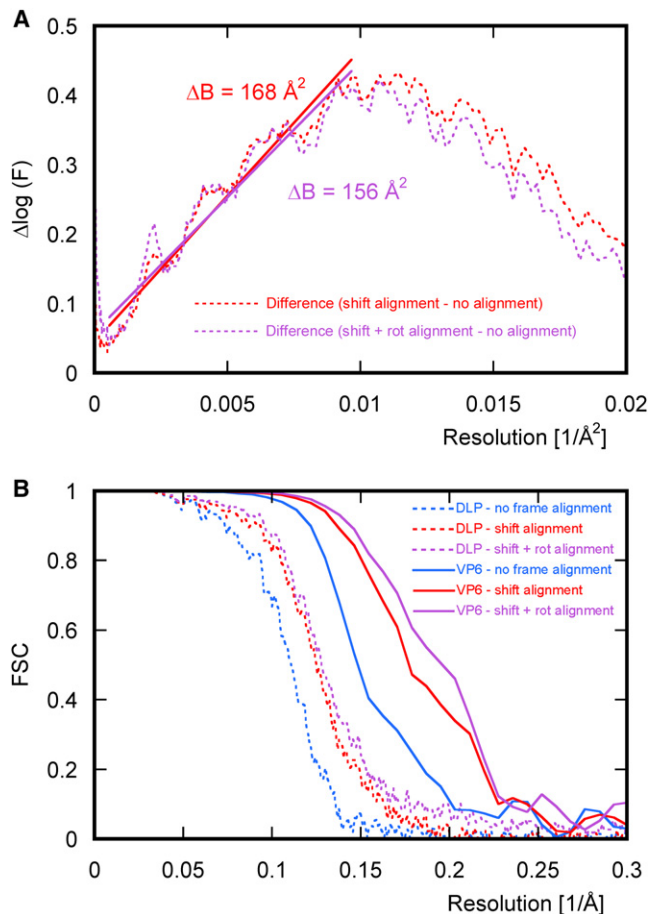 A
0.5
0.4
0.3
0.2
0.1
0
Δlog (F)
ΔB = 168 Å²
ΔB = 156 Å²
Difference (shift alignment - no alignment)
Difference (shift + rot alignment - no alignment)
0 0.005 0.01 0.015 0.02
Resolution [1/Å²]
B
1
0.8
0.6
0.4
0.2
0
FSC
DLP - no frame alignment
DLP - shift alignment
DLP - shift + rot alignment
VP6 - no frame alignment
VP6 - shift alignment
VP6 - shift + rot alignment
0 0.05 0.1 0.15 0.2 0.25 0.3
Resolution [1/Å]